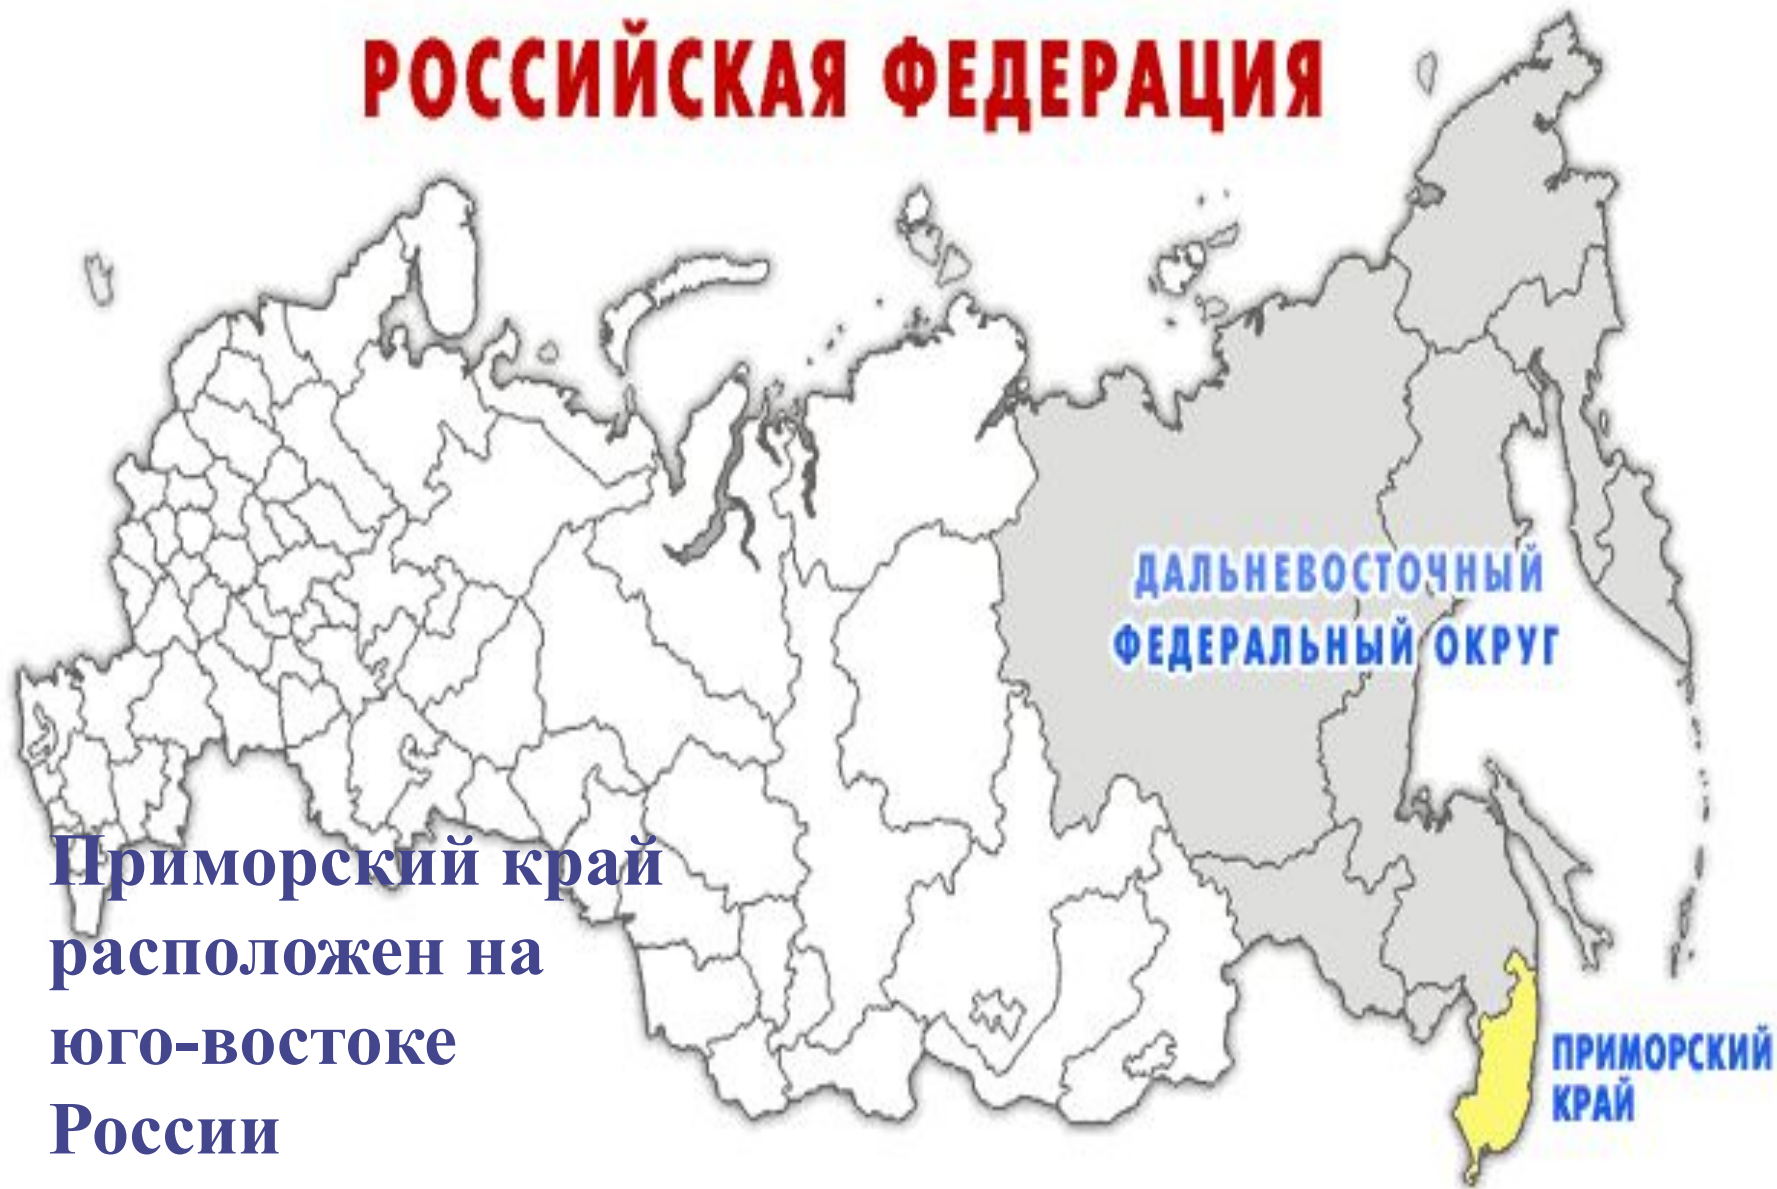 РОССИЙСКАЯ ФЕДЕРАЦИЯ
ДАЛЬНЕВОСТОЧНЫЙ
ФЕДЕРАЛЬНЫЙ ОКРУГ
Приморский край
расположен на
юго-востоке
России
ПРИМОРСКИЙ
КРАЙ